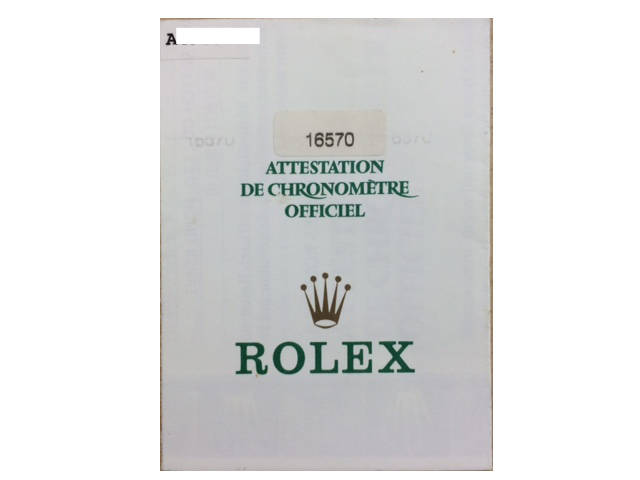 16570
ATTESTATION
DE CHRONOMÈTRE
OFFICIEL
ROLEX